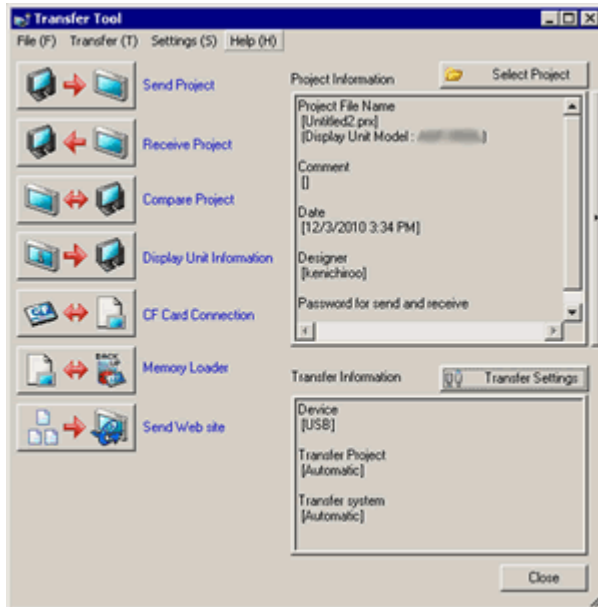 Transfer Tool
File (F) Transfer (T) Settings (S) Help (H)
Send Project
Receive Project
Compare Project
Display Unit Information
CF Card Connection
Memory Loader
BACK
UP
Send Web site
Project Information
Select Project
Project File Name
[Untitled2.prx]
(Display Unit Model : )
Comment
[]
Date
[12/3/2010 3:34 PM]
Designer
[kenichiroo]
Password for send and receive
Transfer Information
Transfer Settings
Device
[USB]
Transfer Project
[Automatic]
Transfer system
[Automatic]
Close